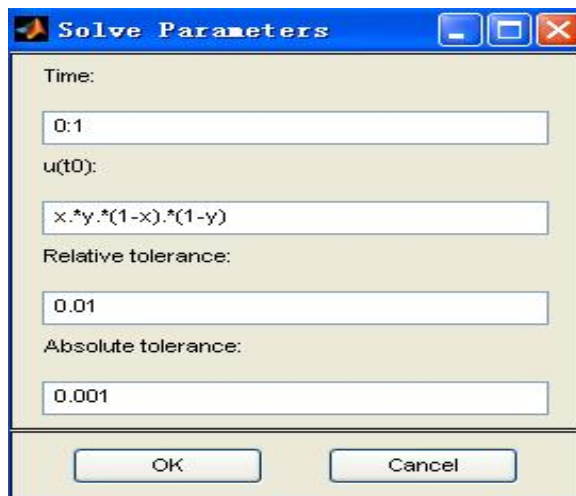 Solve Parameters
Time:
0:1
u(t0):
x.*y.*(1-x).*(1-y)
Relative tolerance:
0.01
Absolute tolerance:
0.001
OK Cancel